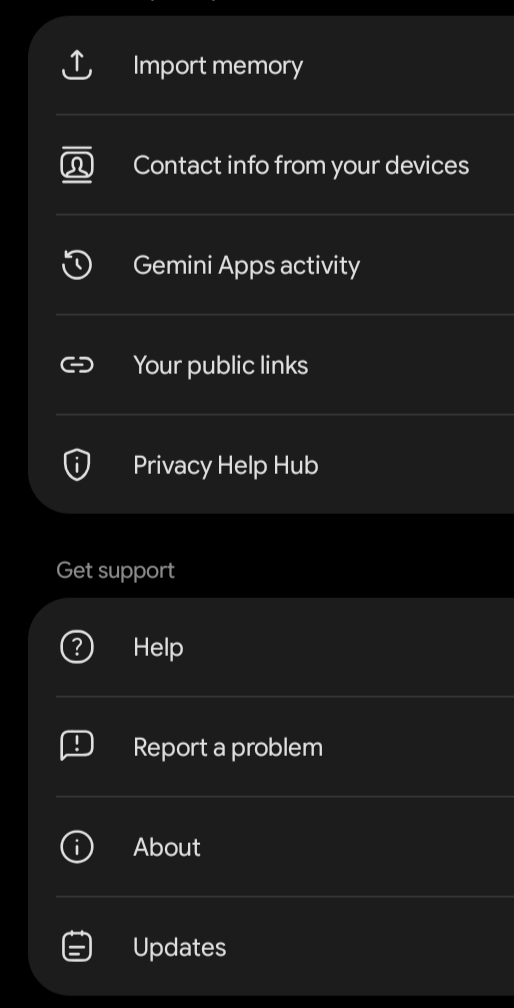 Import memory
Contact info from your devices
Gemini Apps activity
Your public links
Privacy Help Hub
Get support
Help
Report a problem
About
Updates